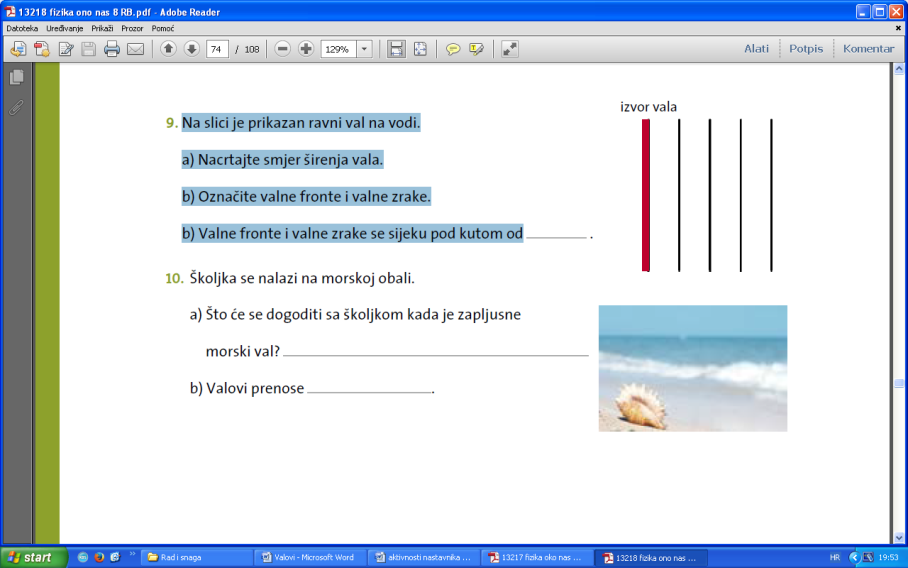 13218 fizika ono nas 8 RB.pdf - Adobe Reader
Datoteka Uređivanje Prikaži Prozor Pomoć
74 / 108 129% Alati Potpis Komentar
izvor vala
9. Na slici je prikazan ravni val na vodi.
a) Nacrtajte smjer širenja vala.
b) Označite valne fronte i valne zrake.
b) Valne fronte i valne zrake se sijeku pod kutom od ________ .
10. Školjka se nalazi na morskoj obali.
a) Što će se dogoditi sa školjkom kada je zapljusne
morski val? ________
b) Valovi prenose ________.
start Rad i snaga Valovi - Microsoft Word aktivnosti nastavnika ... 13217 fizika oko nas ... 13218 fizika ono nas ... HR 19:53